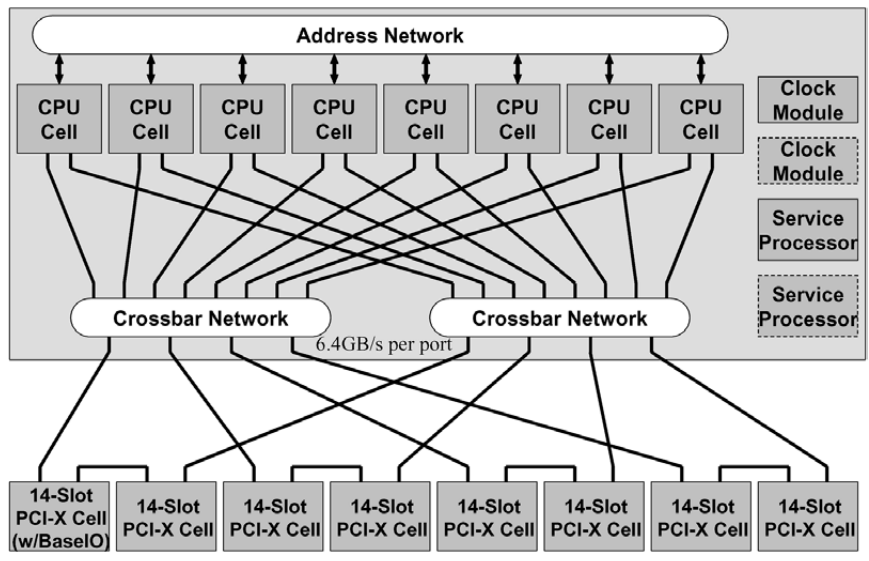 Address Network
CPU
Cell
CPU
Cell
CPU
Cell
CPU
Cell
CPU
Cell
CPU
Cell
CPU
Cell
CPU
Cell
Clock
Module
Clock
Module
Service
Processor
Service
Processor
Crossbar Network
Crossbar Network
6.4GB/s per port
14-Slot
PCI-X Cell
(w/BaseIO)
14-Slot
PCI-X Cell
14-Slot
PCI-X Cell
14-Slot
PCI-X Cell
14-Slot
PCI-X Cell
14-Slot
PCI-X Cell
14-Slot
PCI-X Cell
14-Slot
PCI-X Cell